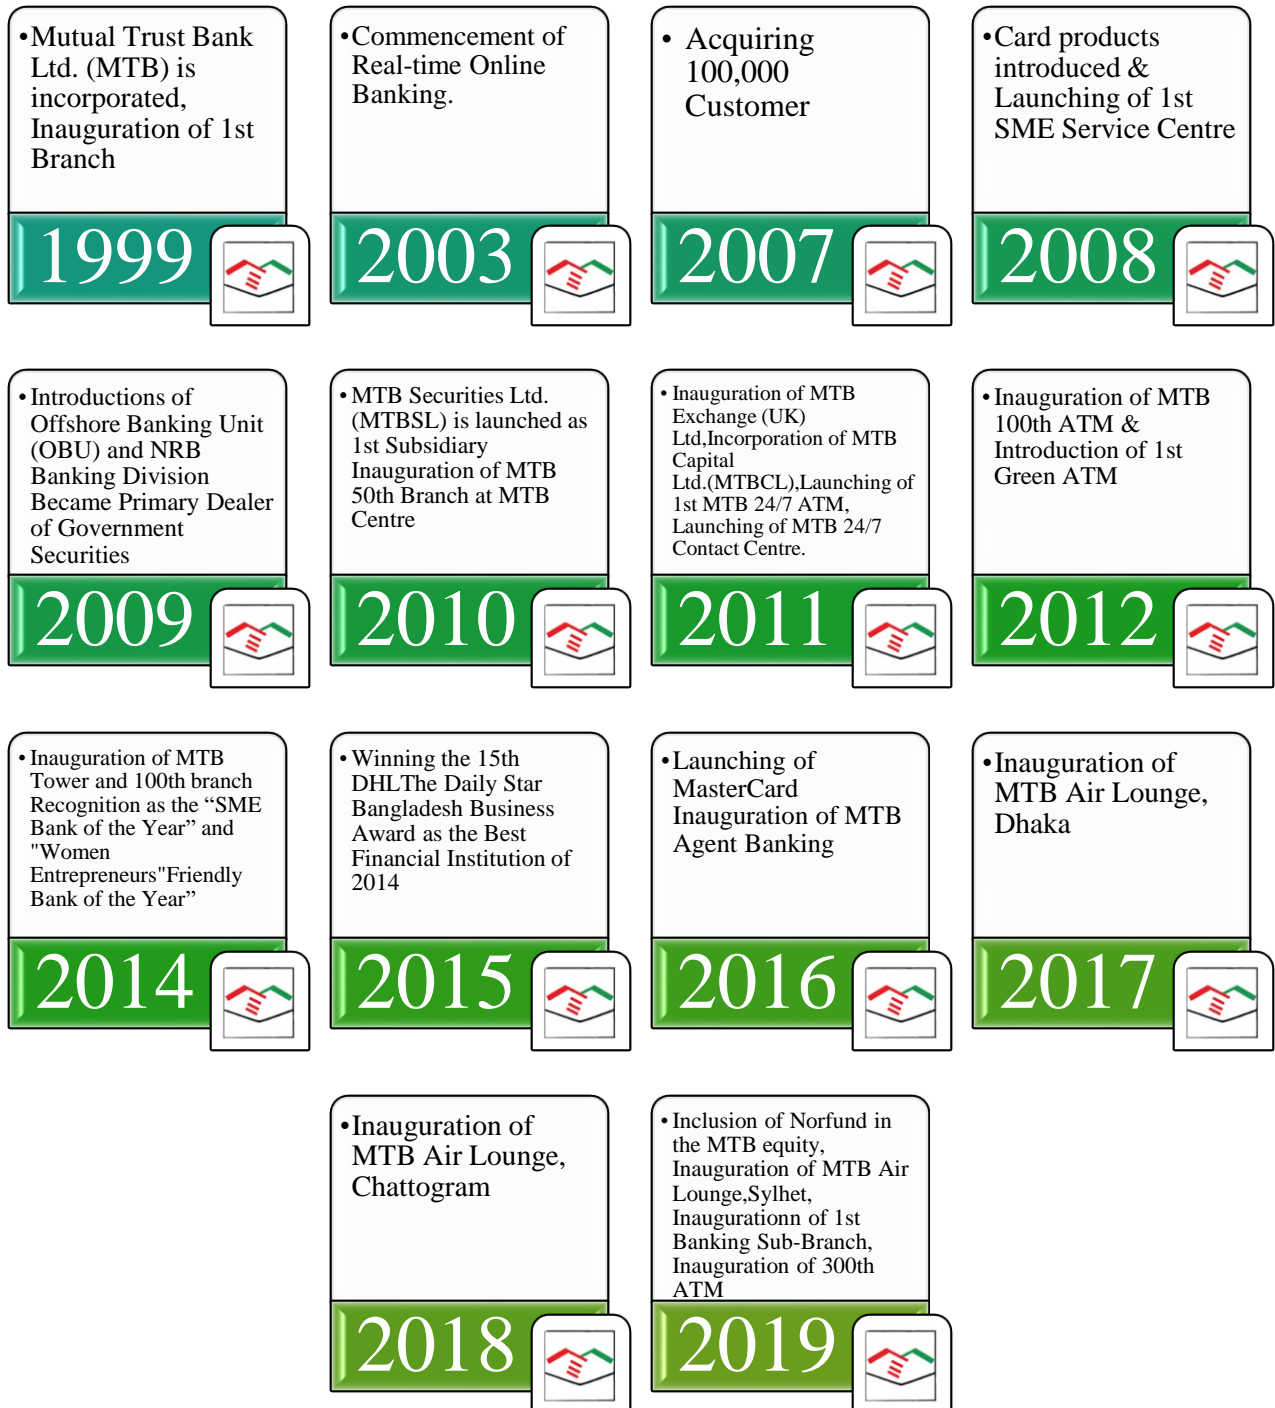 •Mutual Trust Bank
Ltd. (MTB) is
incorporated,
Inauguration of 1st
Branch
1999
•Commencement of
Real-time Online
Banking.
2003
• Acquiring
100,000
Customer
2007
•Card products
introduced &
Launching of 1st
SME Service Centre
2008
•Introductions of
Offshore Banking Unit
(OBU) and NRB
Banking Division
Became Primary Dealer
of Government
Securities
2009
•MTB Securities Ltd.
(MTBSL) is launched as
1st Subsidiary
Inauguration of MTB
50th Branch at MTB
Centre
2010
• Inauguration of MTB
Exchange (UK)
Ltd,Incorporation of MTB
Capital
Ltd.(MTBCL),Launching of
1st MTB 24/7 ATM,
Launching of MTB 24/7
Contact Centre.
2011
•Inauguration of MTB
100th ATM &
Introduction of 1st
Green ATM
2012
• Inauguration of MTB
Tower and 100th branch
Recognition as the “SME
Bank of the Year” and
"Women
Entrepreneurs"Friendly
Bank of the Year”
2014
• Winning the 15th
DHLThe Daily Star
Bangladesh Business
Award as the Best
Financial Institution of
2014
2015
•Launching of
MasterCard
Inauguration of MTB
Agent Banking
2016
•Inauguration of
MTB Air Lounge,
Dhaka
2017
•Inauguration of
MTB Air Lounge,
Chattogram
2018
• Inclusion of Norfund in
the MTB equity,
Inauguration of MTB Air
Lounge,Sylhet,
Inaugurationn of 1st
Banking Sub-Branch,
Inauguration of 300th
ATM
2019